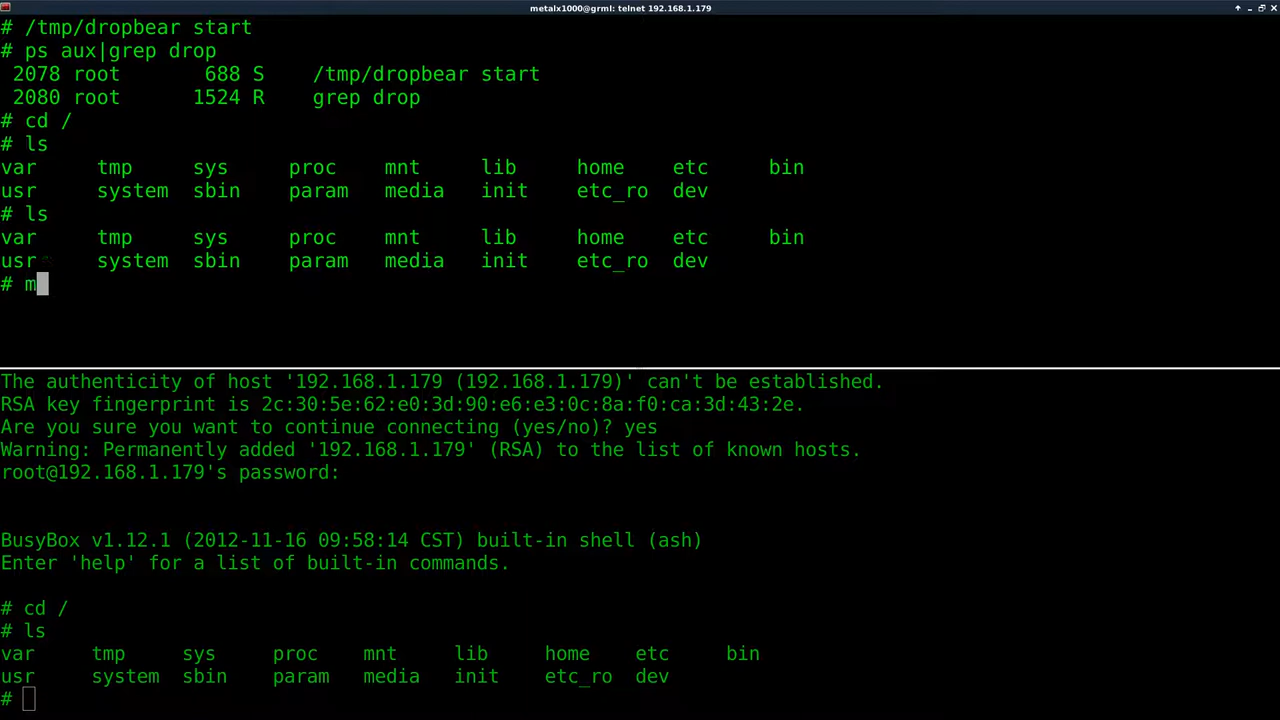 metalx1000@grml: telnet 192.168.1.179
# /tmp/dropbear start
# ps aux|grep drop
2078 root 688 S /tmp/dropbear start
2080 root 1524 R grep drop
# cd /
# ls
var tmp sys proc mnt lib home etc bin
usr system sbin param media init etc_ro dev
# ls
var tmp sys proc mnt lib home etc bin
usr system sbin param media init etc_ro dev
# m
The authenticity of host '192.168.1.179 (192.168.1.179)' can't be established.
RSA key fingerprint is 2c:30:5e:62:e0:3d:90:e6:e3:0c:8a:f0:ca:3d:43:2e.
Are you sure you want to continue connecting (yes/no)? yes
Warning: Permanently added '192.168.1.179' (RSA) to the list of known hosts.
root@192.168.1.179's password:
BusyBox v1.12.1 (2012-11-16 09:58:14 CST) built-in shell (ash)
Enter 'help' for a list of built-in commands.
# cd /
# ls
var tmp sys proc mnt lib home etc bin
usr system sbin param media init etc_ro dev
#